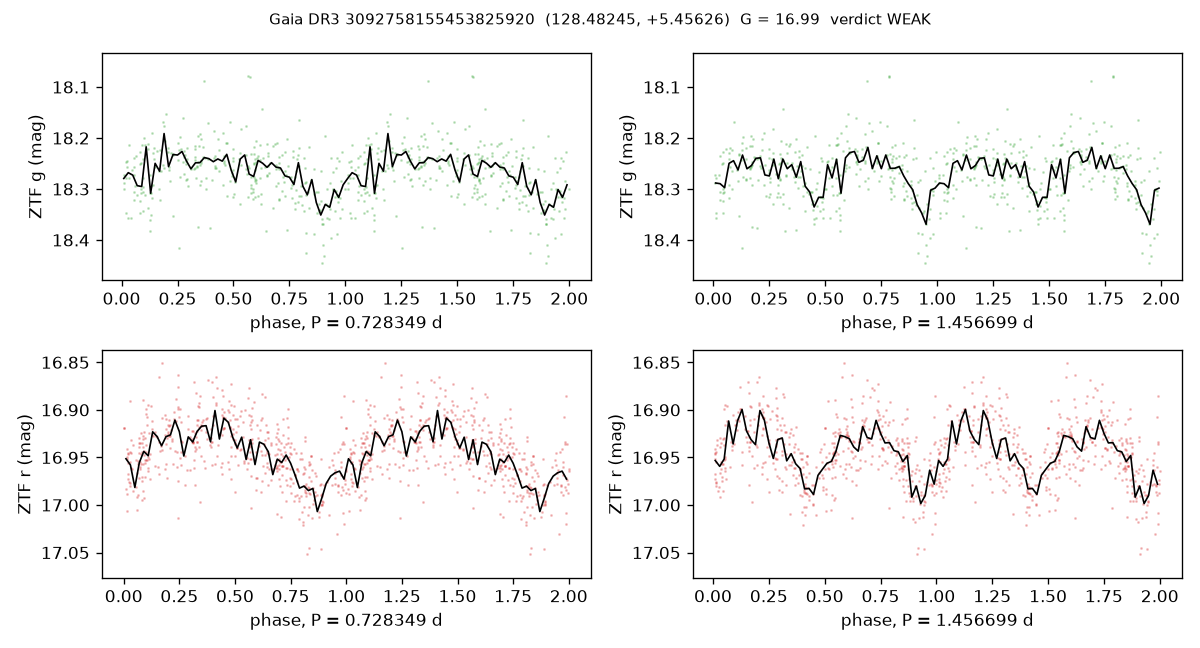 Gaia DR3 3092758155453825920 (128.48245, +5.45626) G = 16.99 verdict WEAK
ZTF g (mag)
18.1
18.2
18.3
18.4
0.00 0.25 0.50 0.75 1.00 1.25 1.50 1.75 2.00
phase, P = 0.728349 d
ZTF g (mag)
18.1
18.2
18.3
18.4
0.00 0.25 0.50 0.75 1.00 1.25 1.50 1.75 2.00
phase, P = 1.456699 d
ZTF r (mag)
16.85
16.90
16.95
17.00
17.05
0.00 0.25 0.50 0.75 1.00 1.25 1.50 1.75 2.00
phase, P = 0.728349 d
ZTF r (mag)
16.85
16.90
16.95
17.00
17.05
0.00 0.25 0.50 0.75 1.00 1.25 1.50 1.75 2.00
phase, P = 1.456699 d